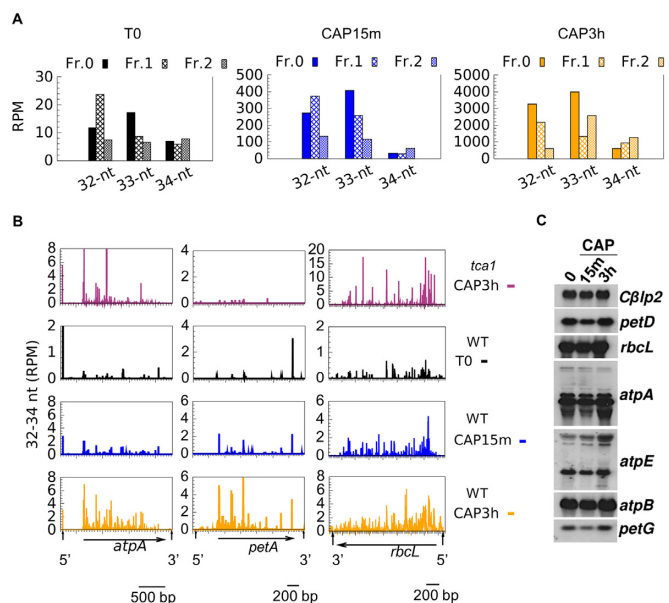 A
T0
CAP15m
CAP3h
Fr.0 Fr.1 Fr.2
Fr.0 Fr.1 Fr.2
Fr.0 Fr.1 Fr.2
RPM
30
20
10
0
32-nt 33-nt 34-nt
500
400
300
200
100
0
32-nt 33-nt 34-nt
5000
4000
3000
2000
1000
0
32-nt 33-nt 34-nt
B
32-34 nt (RPM)
8
6
4
2
0
4
2
0
20
15
10
5
0
tca1
CAP3h
2
1
0
4
2
0
2
1
0
WT
T0
8
6
4
2
0
6
4
2
0
6
4
2
0
WT
CAP15m
8
6
4
2
0
6
4
2
0
8
6
4
2
0
WT
CAP3h
5' atpA 3'
petA
3' rbcL 5'
500 bp
200 bp
200 bp
C
CAP
0 15m 3h
Cβlp2
petD
rbcL
atpA
atpE
atpB
petG